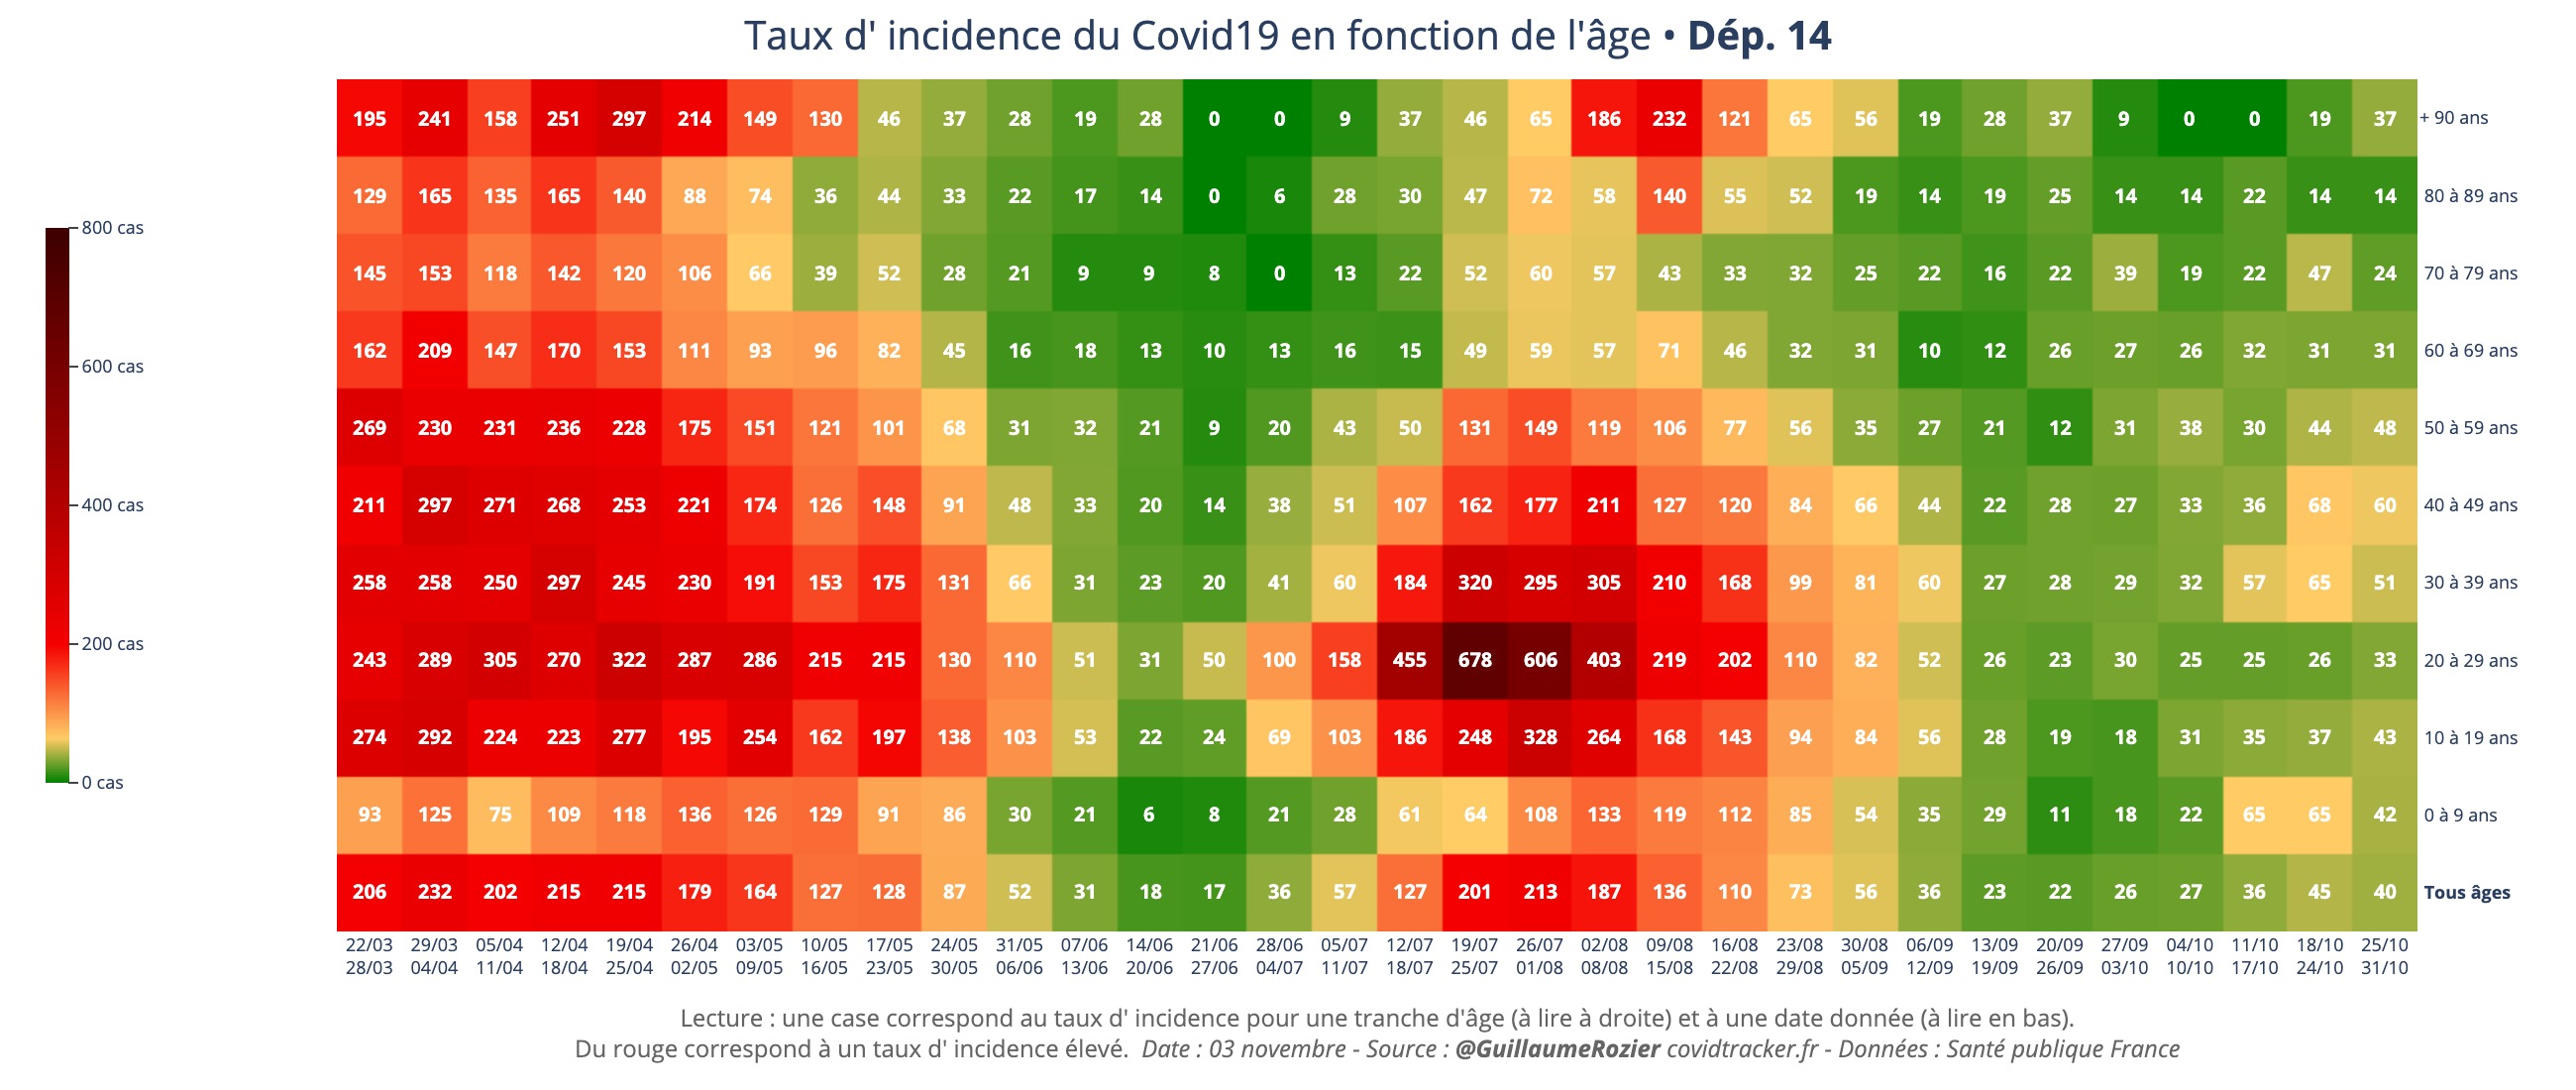 Taux d' incidence du Covid19 en fonction de l'âge • Dép. 14
800 cas
600 cas
400 cas
200 cas
0 cas
195 241 158 251 297 214 149 130 46 37 28 19 28 0 0 9 37 46 65 186 232 121 65 56 19 28 37 9 0 0 19 37 + 90 ans
129 165 135 165 140 88 74 36 44 33 22 17 14 0 6 28 30 47 72 58 140 55 52 19 14 19 25 14 14 22 14 14 80 à 89 ans
145 153 118 142 120 106 66 39 52 28 21 9 9 8 0 13 22 52 60 57 43 33 32 25 22 16 22 39 19 22 47 24 70 à 79 ans
162 209 147 170 153 111 93 96 82 45 16 18 13 10 13 16 15 49 59 57 71 46 32 31 10 12 26 27 26 32 31 31 60 à 69 ans
269 230 231 236 228 175 151 121 101 68 31 32 21 9 20 43 50 131 149 119 106 77 56 35 27 21 12 31 38 30 44 48 50 à 59 ans
211 297 271 268 253 221 174 126 148 91 48 33 20 14 38 51 107 162 177 211 127 120 84 66 44 22 28 27 33 36 68 60 40 à 49 ans
258 258 250 297 245 230 191 153 175 131 66 31 23 20 41 60 184 320 295 305 210 168 99 81 60 27 28 29 32 57 65 51 30 à 39 ans
243 289 305 270 322 287 286 215 215 130 110 51 31 50 100 158 455 678 606 403 219 202 110 82 52 26 23 30 25 25 26 33 20 à 29 ans
274 292 224 223 277 195 254 162 197 138 103 53 22 24 69 103 186 248 328 264 168 143 94 84 56 28 19 18 31 35 37 43 10 à 19 ans
93 125 75 109 118 136 126 129 91 86 30 21 6 8 21 28 61 64 108 133 119 112 85 54 35 29 11 18 22 65 65 42 0 à 9 ans
206 232 202 215 215 179 164 127 128 87 52 31 18 17 36 57 127 201 213 187 136 110 73 56 36 23 22 26 27 36 45 40 Tous âges
22/03 29/03 05/04 12/04 19/04 26/04 03/05 10/05 17/05 24/05 31/05 07/06 14/06 21/06 28/06 05/07 12/07 19/07 26/07 02/08 09/08 16/08 23/08 30/08 06/09 13/09 20/09 27/09 04/10 11/10 18/10 25/10
28/03 04/04 11/04 18/04 25/04 02/05 09/05 16/05 23/05 30/05 06/06 13/06 20/06 27/06 04/07 11/07 18/07 25/07 01/08 08/08 15/08 22/08 29/08 05/09 12/09 19/09 26/09 03/10 10/10 17/10 24/10 31/10
Lecture : une case correspond au taux d' incidence pour une tranche d'âge (à lire à droite) et à une date donnée (à lire en bas).
Du rouge correspond à un taux d' incidence élevé. Date : 03 novembre - Source : @GuillaumeRozier covidtracker.fr - Données : Santé publique France